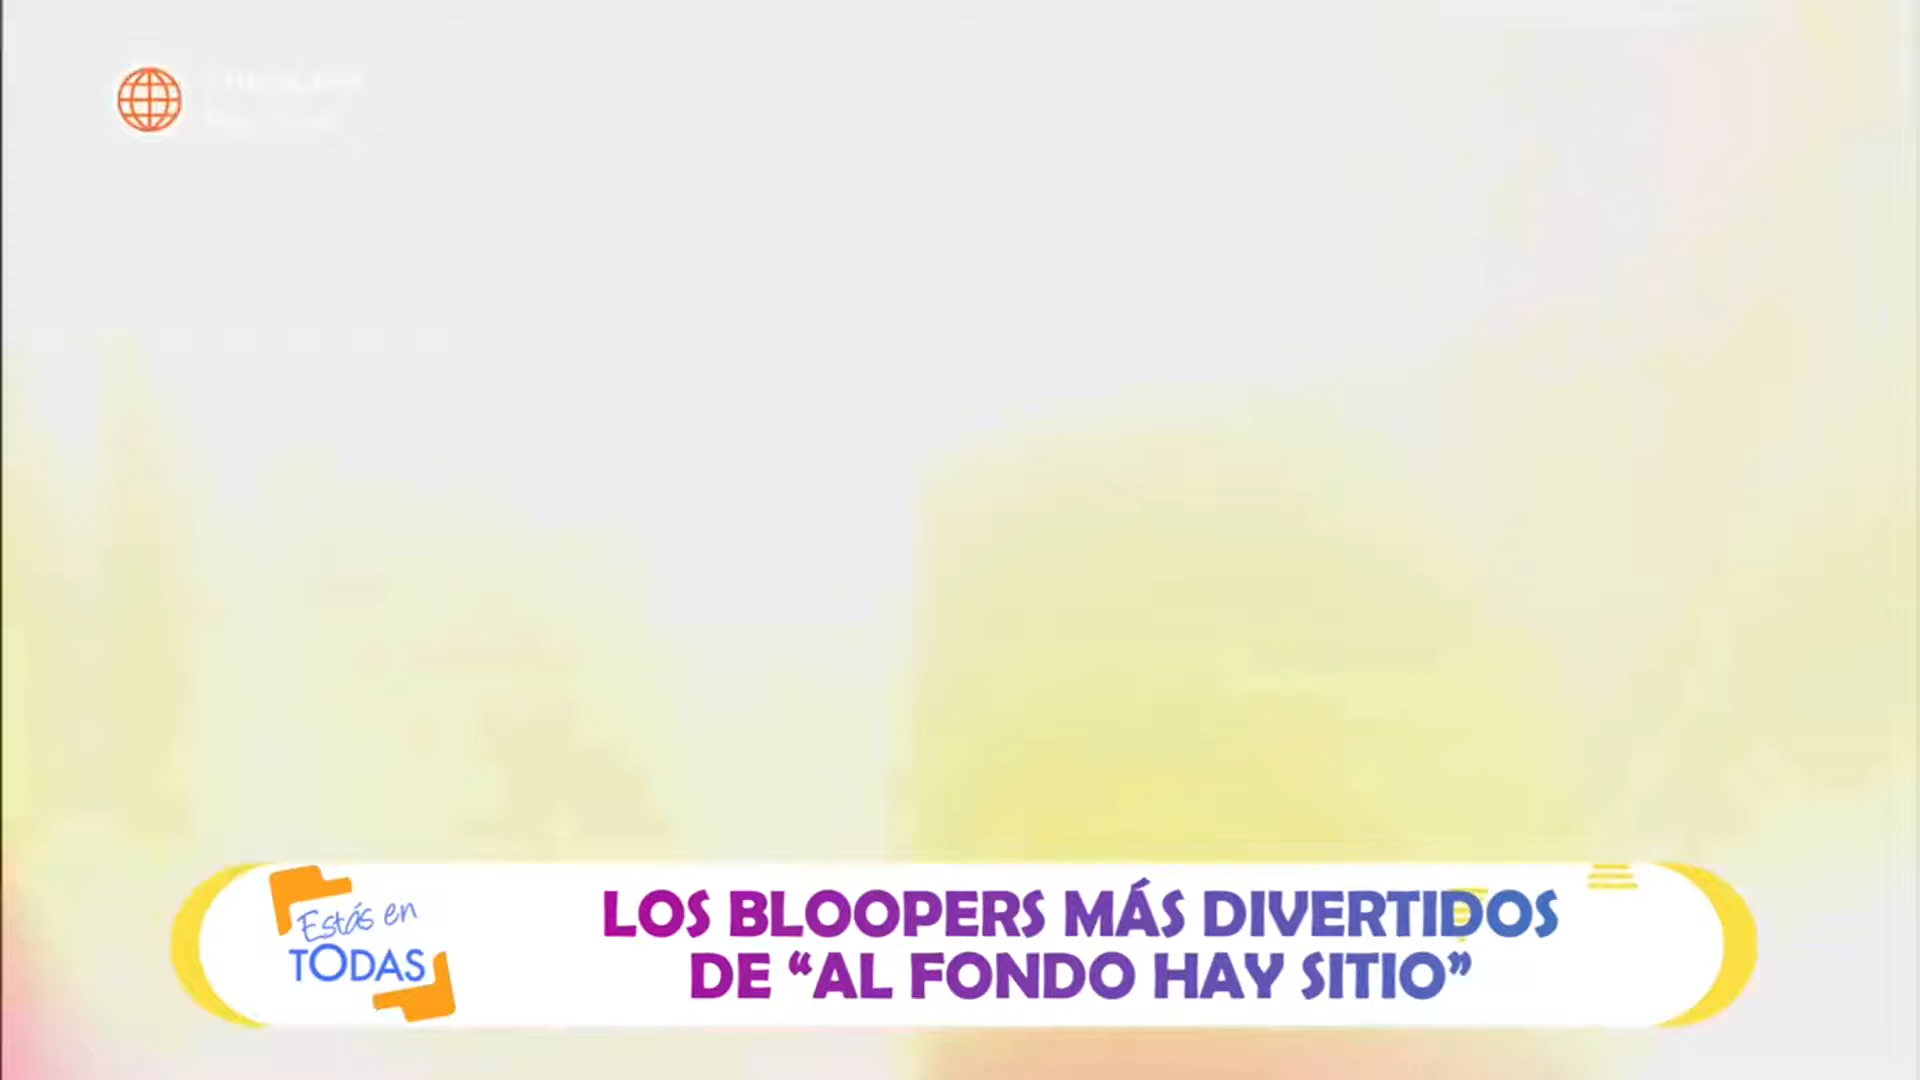 Estás en
TODAS
LOS BLOOPERS MÁS DIVERTIDOS
DE “AL FONDO HAY SITIO”